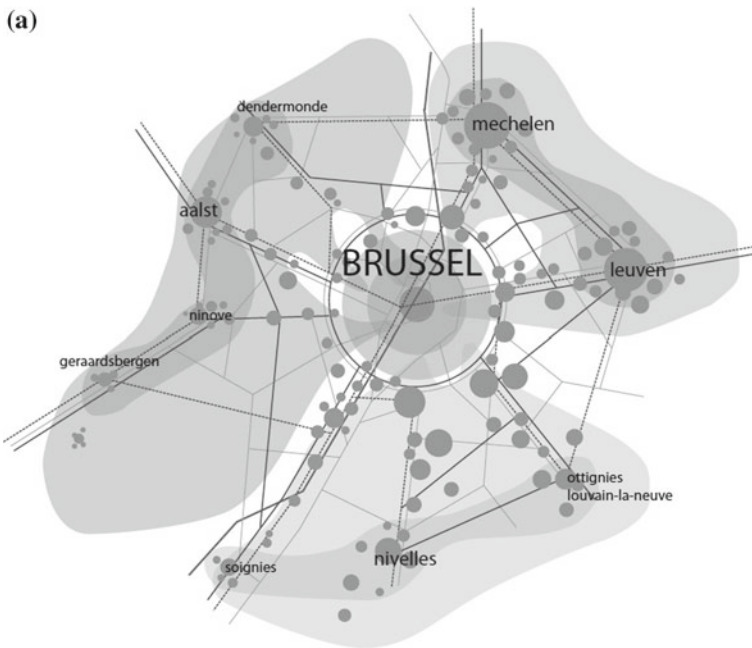 (a)
dendermonde
mechelen
aalst
BRUSSEL
leuven
ninove
geraardsbergen
ottignies
louvain-la-neuve
nivelles
soignies